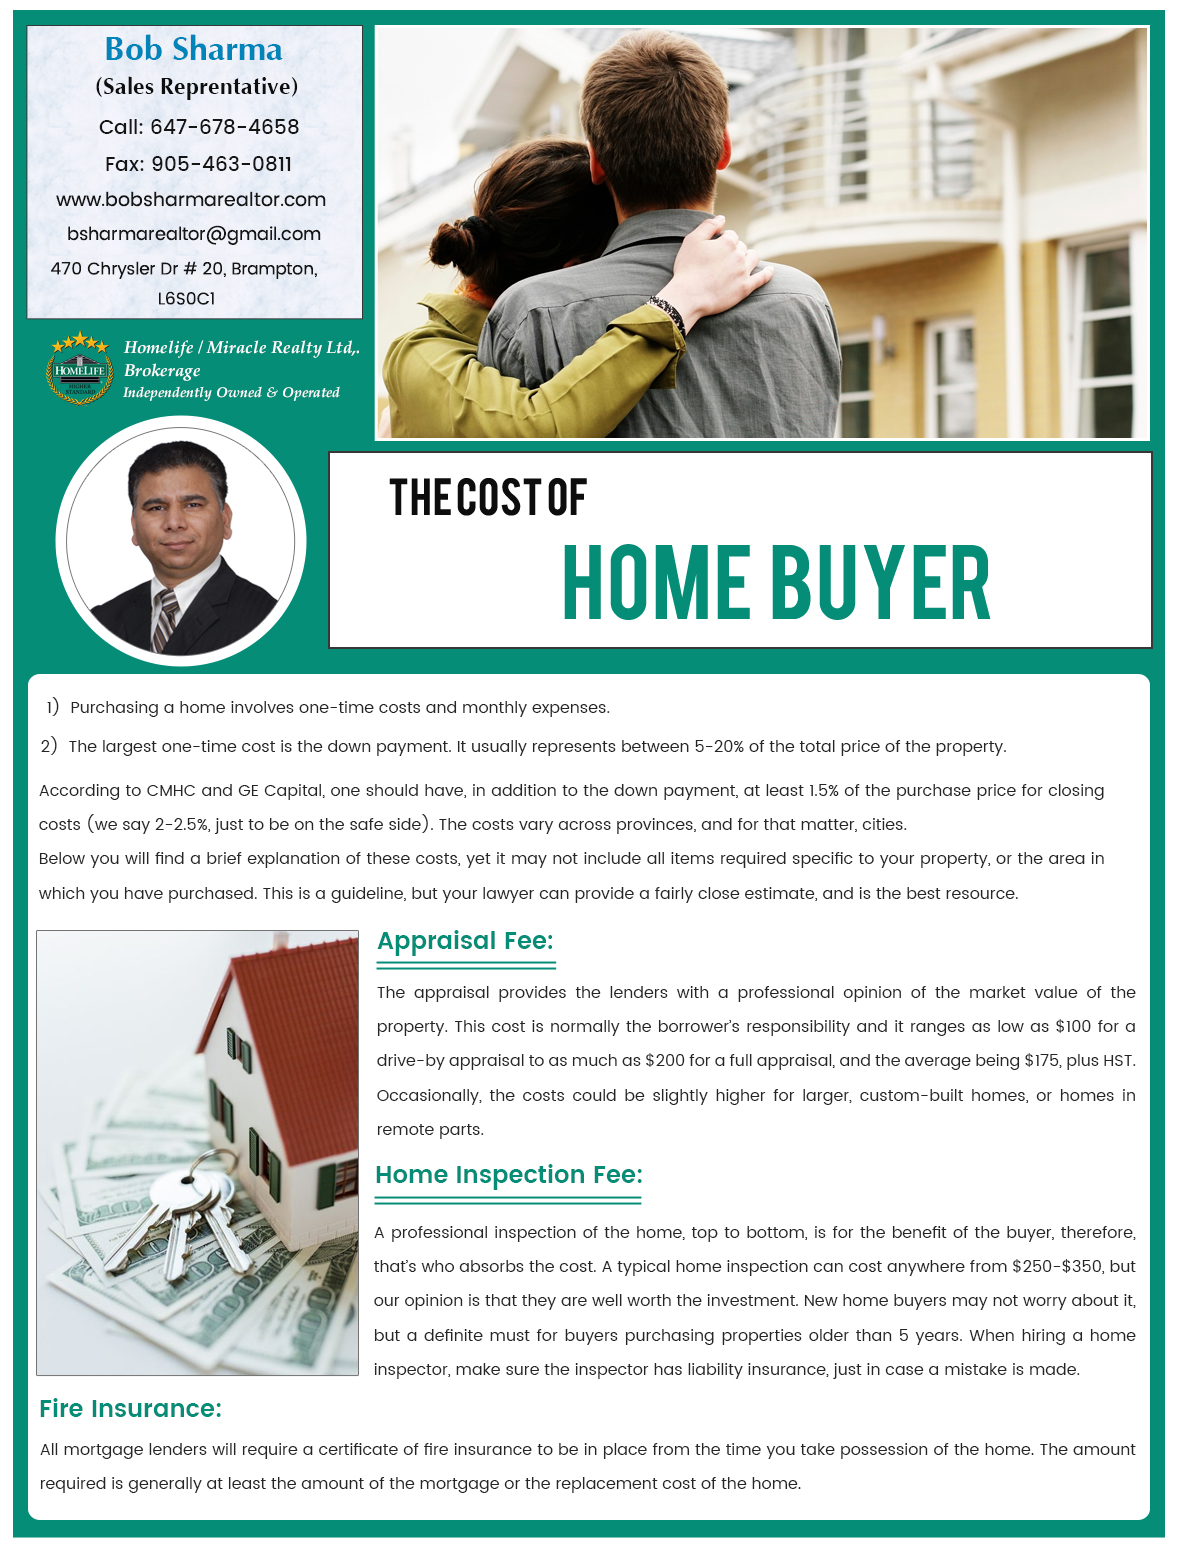 Bob Sharma
(Sales Reprentative)
Call: 647-678-4658
Fax: 905-463-0811
www.bobsharmarealtor.com
bsharmarealtor@gmail.com
470 Chrysler Dr # 20, Brampton,
L6S0C1
HOMELIFE
HIGHER
STANDARD
Homelife / Miracle Realty Ltd,.
Brokerage
Independently Owned & Operated
THE COST OF
HOME BUYER
1) Purchasing a home involves one-time costs and monthly expenses.
2) The largest one-time cost is the down payment. It usually represents between 5-20% of the total price of the property.
According to CMHC and GE Capital, one should have, in addition to the down payment, at least 1.5% of the purchase price for closing
costs (we say 2-2.5%, just to be on the safe side). The costs vary across provinces, and for that matter, cities.
Below you will find a brief explanation of these costs, yet it may not include all items required specific to your property, or the area in
which you have purchased. This is a guideline, but your lawyer can provide a fairly close estimate, and is the best resource.
Appraisal Fee:
The appraisal provides the lenders with a professional opinion of the market value of the
property. This cost is normally the borrower's responsibility and it ranges as low as $100 for a
drive-by appraisal to as much as $200 for a full appraisal, and the average being $175, plus HST.
Occasionally, the costs could be slightly higher for larger, custom-built homes, or homes in
remote parts.
Home Inspection Fee:
A professional inspection of the home, top to bottom, is for the benefit of the buyer, therefore,
that's who absorbs the cost. A typical home inspection can cost anywhere from $250-$350, but
our opinion is that they are well worth the investment. New home buyers may not worry about it,
but a definite must for buyers purchasing properties older than 5 years. When hiring a home
inspector, make sure the inspector has liability insurance, just in case a mistake is made.
Fire Insurance:
All mortgage lenders will require a certificate of fire insurance to be in place from the time you take possession of the home. The amount
required is generally at least the amount of the mortgage or the replacement cost of the home.